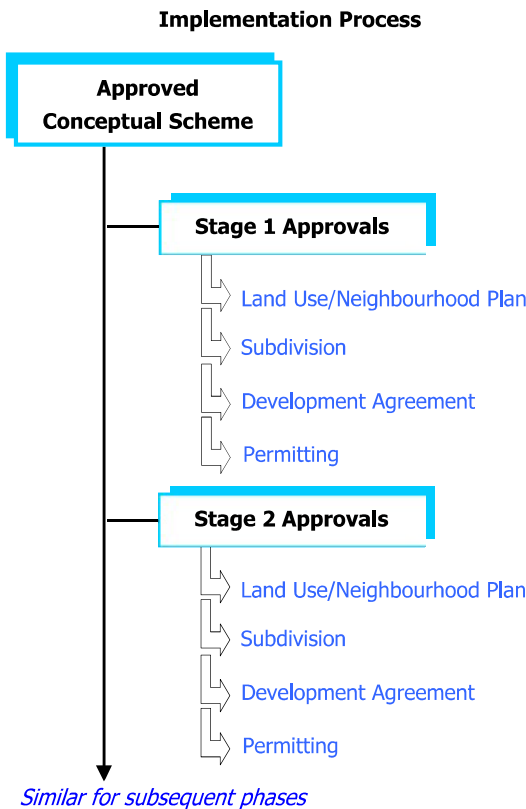 Implementation Process
Approved
Conceptual Scheme
Stage 1 Approvals
Land Use/Neighbourhood Plan
Subdivision
Development Agreement
Permitting
Stage 2 Approvals
Land Use/Neighbourhood Plan
Subdivision
Development Agreement
Permitting
Similar for subsequent phases